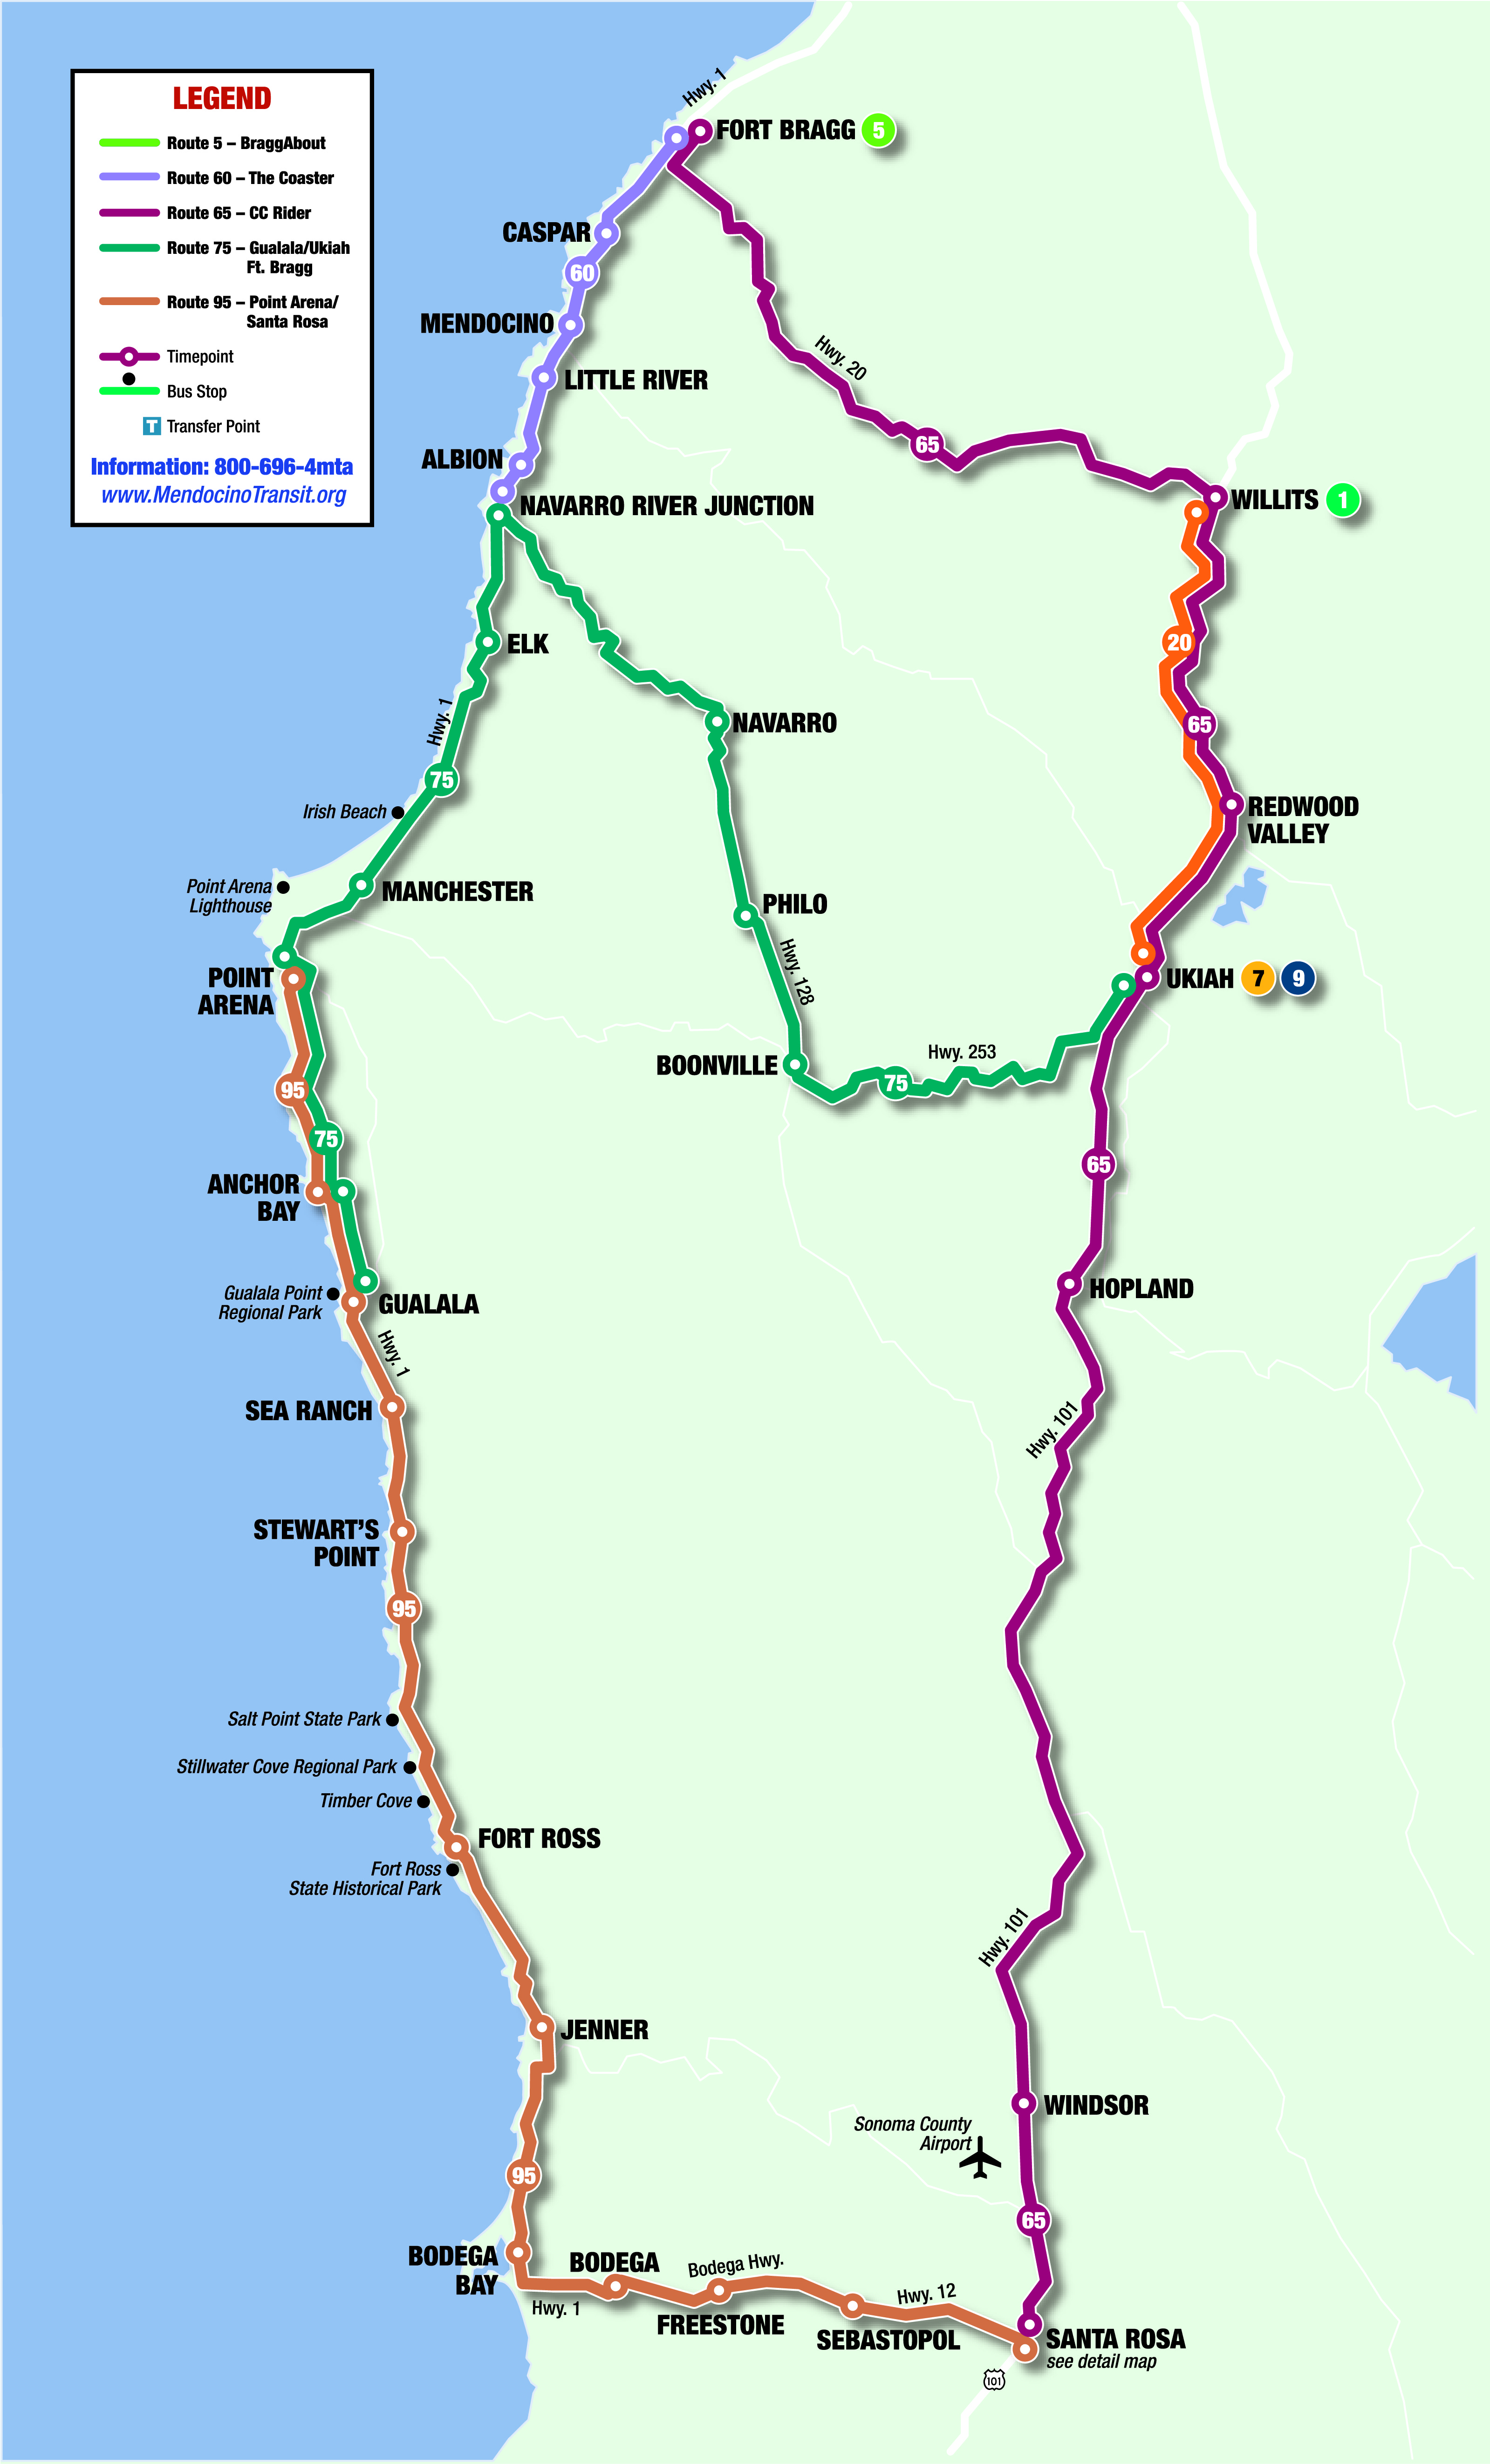 LEGEND
Route 5 – BraggAbout
Route 60 – The Coaster
Route 65 – CC Rider
Route 75 – Gualala/Ukiah
Ft. Bragg
Route 95 – Point Arena/
Santa Rosa
Timepoint
Bus Stop
T Transfer Point
Information: 800-696-4mta
www.MendocinoTransit.org
Hwy. 1
FORT BRAGG 5
CASPAR
60
MENDOCINO
Hwy. 20
LITTLE RIVER
65
ALBION
WILLITS 1
NAVARRO RIVER JUNCTION
ELK
20
Hwy. 1
NAVARRO
65
75
Irish Beach
REDWOOD
VALLEY
Point Arena
Lighthouse
MANCHESTER
PHILO
Hwy. 128
POINT
ARENA
UKIAH 7 9
BOONVILLE
Hwy. 253
75
95
75
65
ANCHOR
BAY
Gualala Point
Regional Park
GUALALA
HOPLAND
Hwy. 1
SEA RANCH
Hwy. 101
STEWART'S
POINT
95
Salt Point State Park
Stillwater Cove Regional Park
Timber Cove
FORT ROSS
Fort Ross
State Historical Park
Hwy. 101
JENNER
WINDSOR
Sonoma County
Airport
95
65
BODEGA
BAY
BODEGA
Bodega Hwy.
Hwy. 1
Hwy. 12
FREESTONE
SEBASTOPOL
SANTA ROSA
see detail map
101